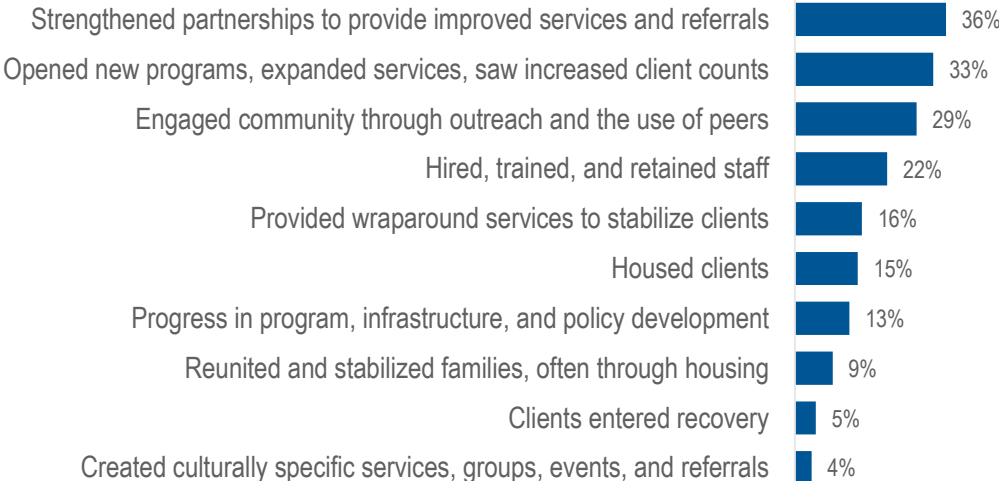 Strengthened partnerships to provide improved services and referrals 36%
Opened new programs, expanded services, saw increased client counts 33%
Engaged community through outreach and the use of peers 29%
Hired, trained, and retained staff 22%
Provided wraparound services to stabilize clients 16%
Housed clients 15%
Progress in program, infrastructure, and policy development 13%
Reunited and stabilized families, often through housing 9%
Clients entered recovery 5%
Created culturally specific services, groups, events, and referrals 4%